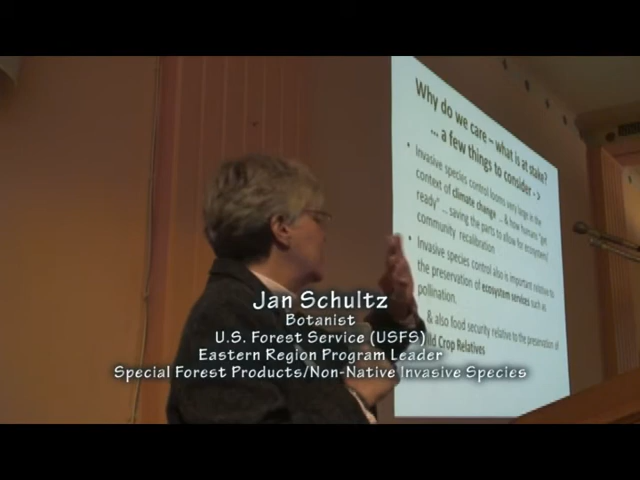 Why do we care – what is at stake?
... a few things to consider - >
• Invasive species control looms very large in the
context of climate change .. & how humans "get
ready" ... saving the parts to allow for ecosystem/
community recalibration
• Invasive species control also is important relative to
the preservation of ecosystem services such as
pollination.
& also food security relative to the preservation of
Crop Relatives
Jan Schultz
Botanist
U.S. Forest Service (USFS)
Eastern Region Program Leader
Special Forest Products/Non-Native Invasive Species